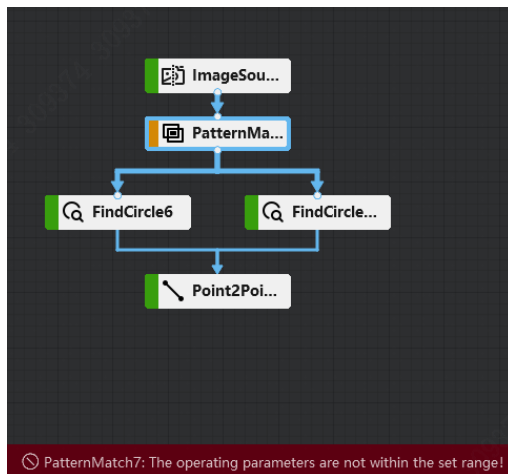 ImageSou...
PatternMa...
FindCircle6
FindCircle...
Point2Poi...
PatternMatch7: The operating parameters are not within the set range!